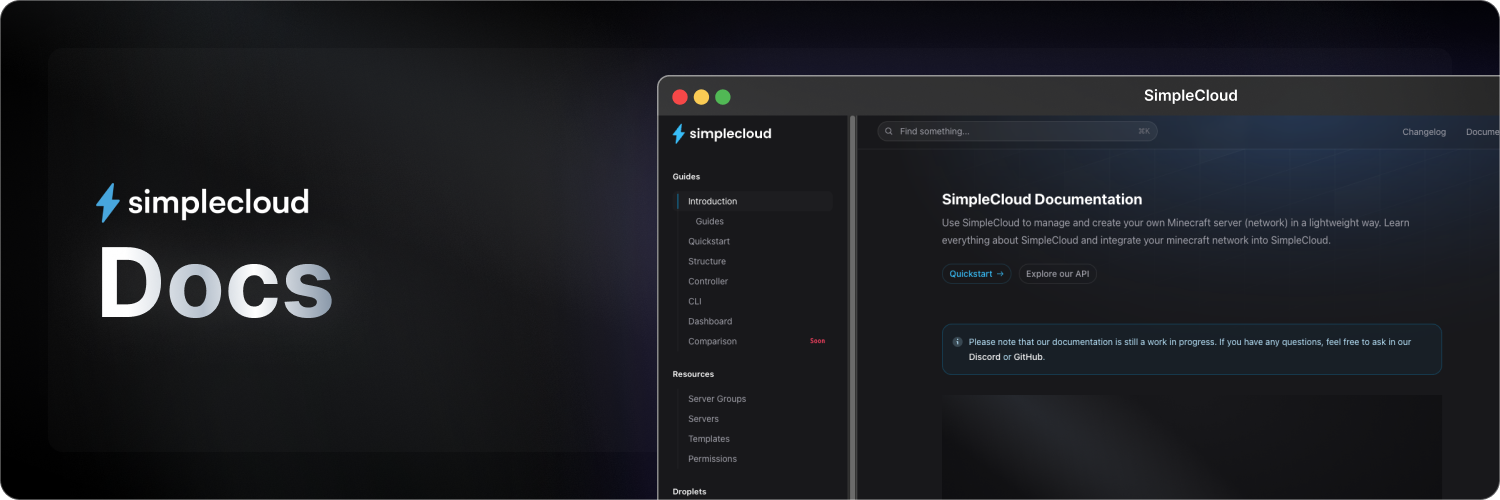 simplecloud
Docs
SimpleCloud
simplecloud
Find something...
⌘K
Changelog
Guides
Introduction
Guides
Quickstart
Structure
Controller
CLI
Dashboard
Comparison
Soon
Resources
Server Groups
Servers
Templates
Permissions
Droplets
SimpleCloud Documentation
Use SimpleCloud to manage and create your own Minecraft server (network) in a lightweight way. Learn
everything about SimpleCloud and integrate your minecraft network into SimpleCloud.
Quickstart →
Explore our API
Please note that our documentation is still a work in progress. If you have any questions, feel free to ask in our
Discord or GitHub.